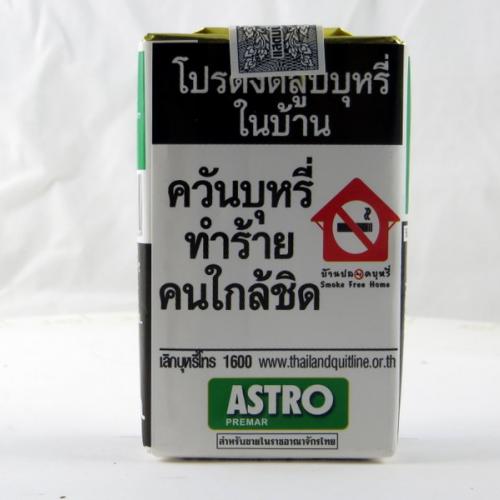 โปรดงดสูบบุหรี่
ในบ้าน
ควันบุหรี่
ทำร้าย
คนใกล้ชิด
บ้านปลอดบุหรี่
Smoke Free Home
เลิกบุหรี่โทร 1600 www.thailandquitline.or.th
ASTRO
PREMAR
สำหรับขายในราชอาณาจักรไทย